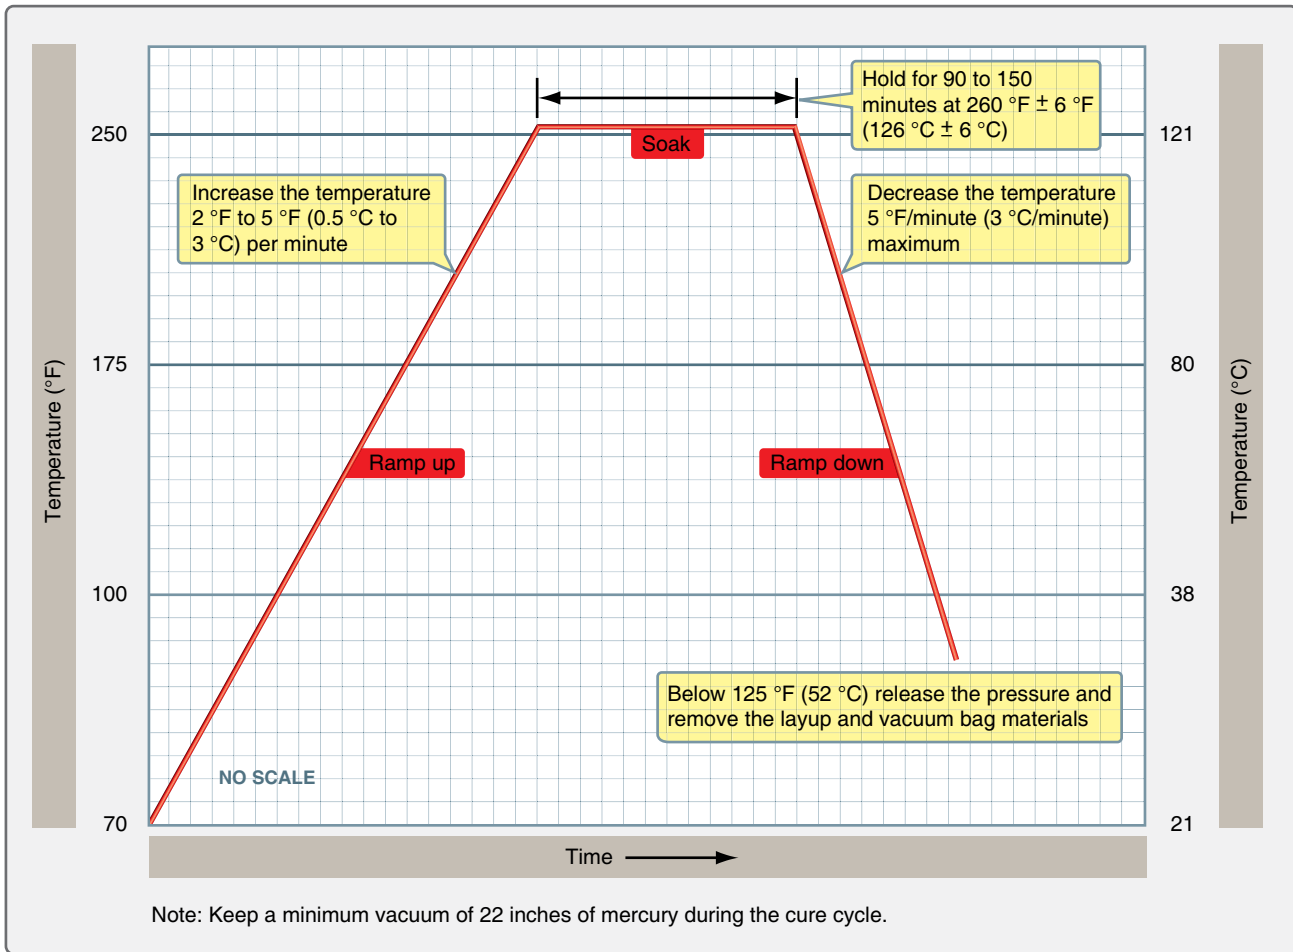 Hold for 90 to 150
minutes at 260 °F ± 6 °F
(126 °C ± 6 °C)
250
121
Soak
Increase the temperature
2 °F to 5 °F (0.5 °C to
3 °C) per minute
Decrease the temperature
5 °F/minute (3 °C/minute)
maximum
Temperature (°F)
175
80
Temperature (°C)
Ramp up
Ramp down
100
38
Below 125 °F (52 °C) release the pressure and
remove the layup and vacuum bag materials
NO SCALE
70
21
Time
Note: Keep a minimum vacuum of 22 inches of mercury during the cure cycle.